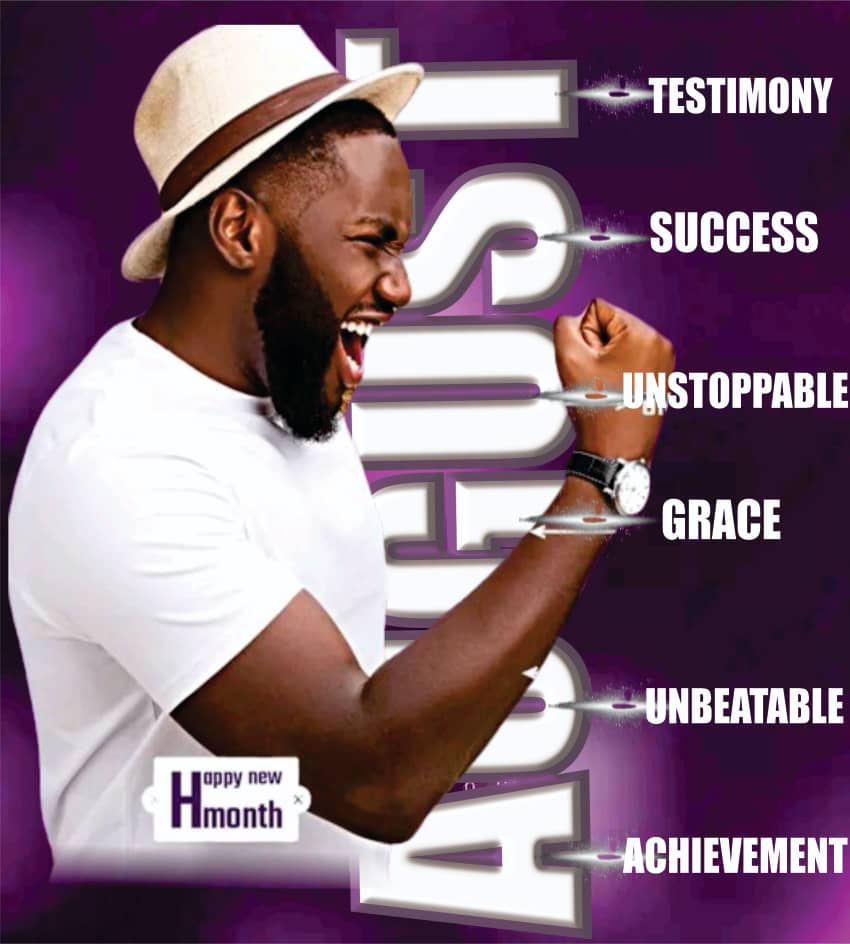 AUGUST
TESTIMONY
SUCCESS
UNSTOPPABLE
GRACE
UNBEATABLE
ACHIEVEMENT
Happy new
month